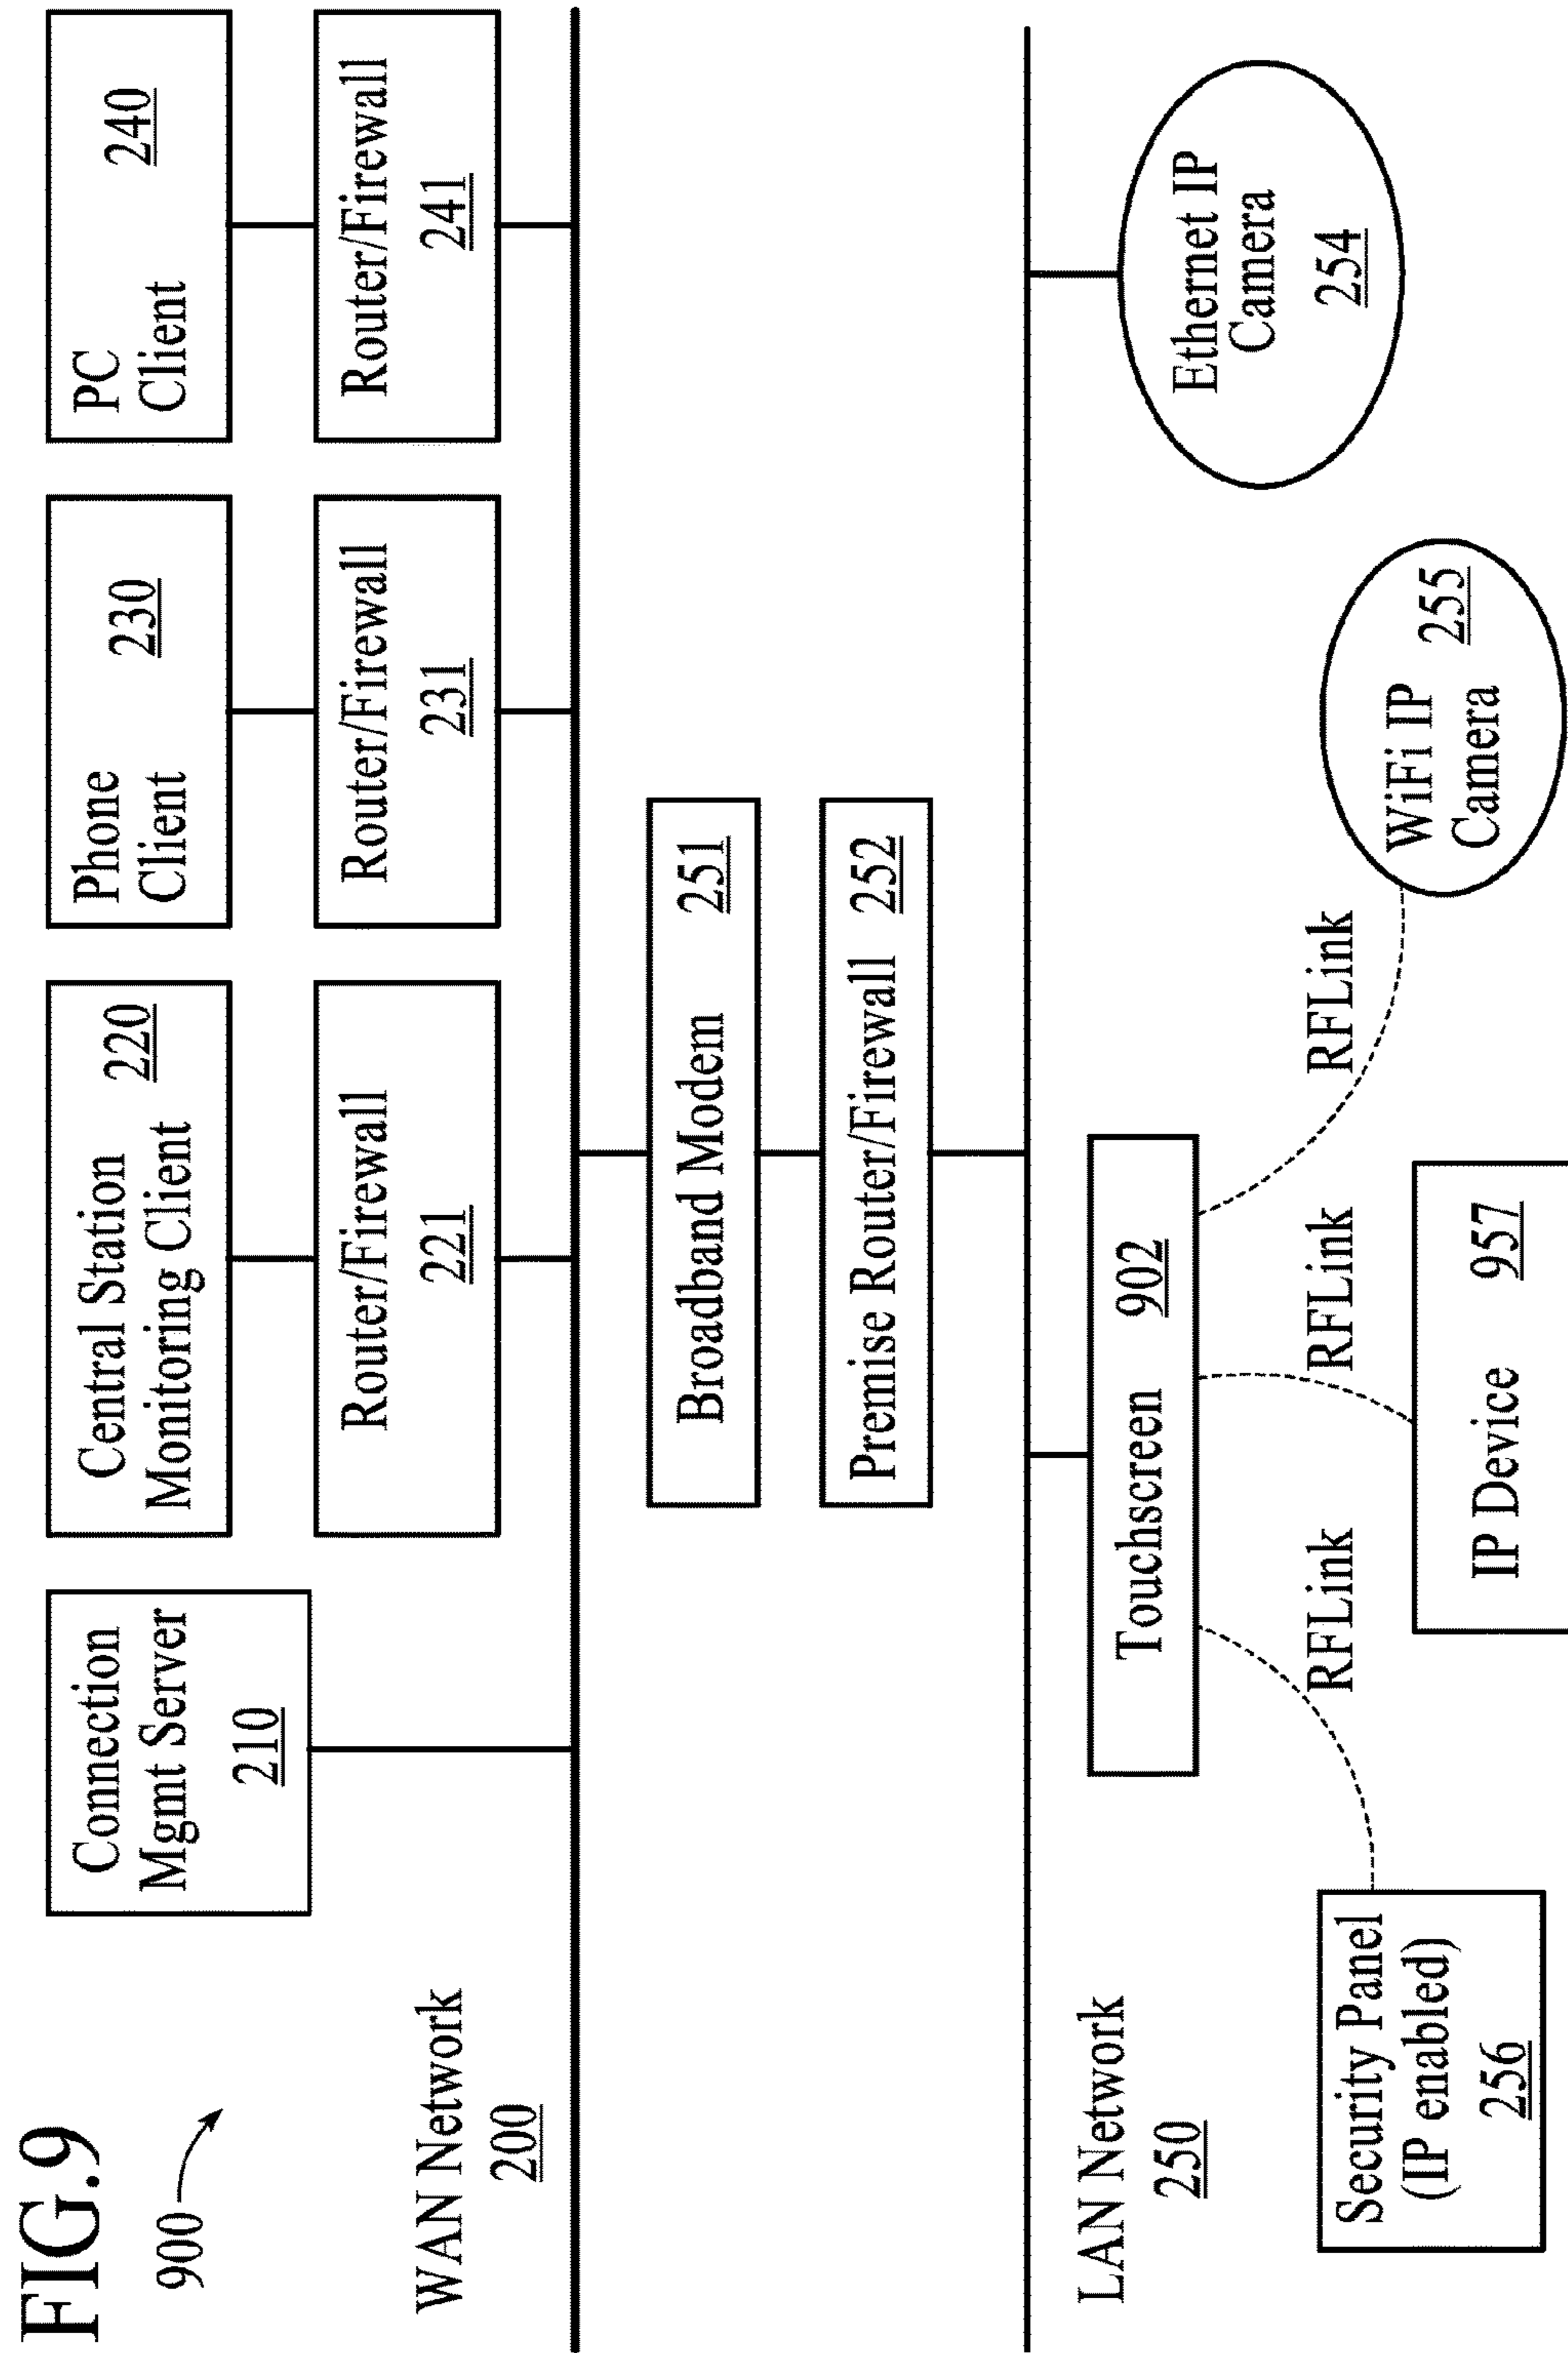 FIG.9
900
Connection
Mgmt Server
210
Central Station
Monitoring Client
220
Phone
Client
230
PC
Client
240
Router/Firewall
221
Router/Firewall
231
Router/Firewall
241
WAN Network
200
Broadband Modem 251
Premise Router/Firewall 252
LAN Network
250
Touchscreen 902
Ethernet IP
Camera
254
RFLink
RFLink
RFLink
Security Panel
(IP enabled)
256
IP Device 957
WiFi IP
Camera
255